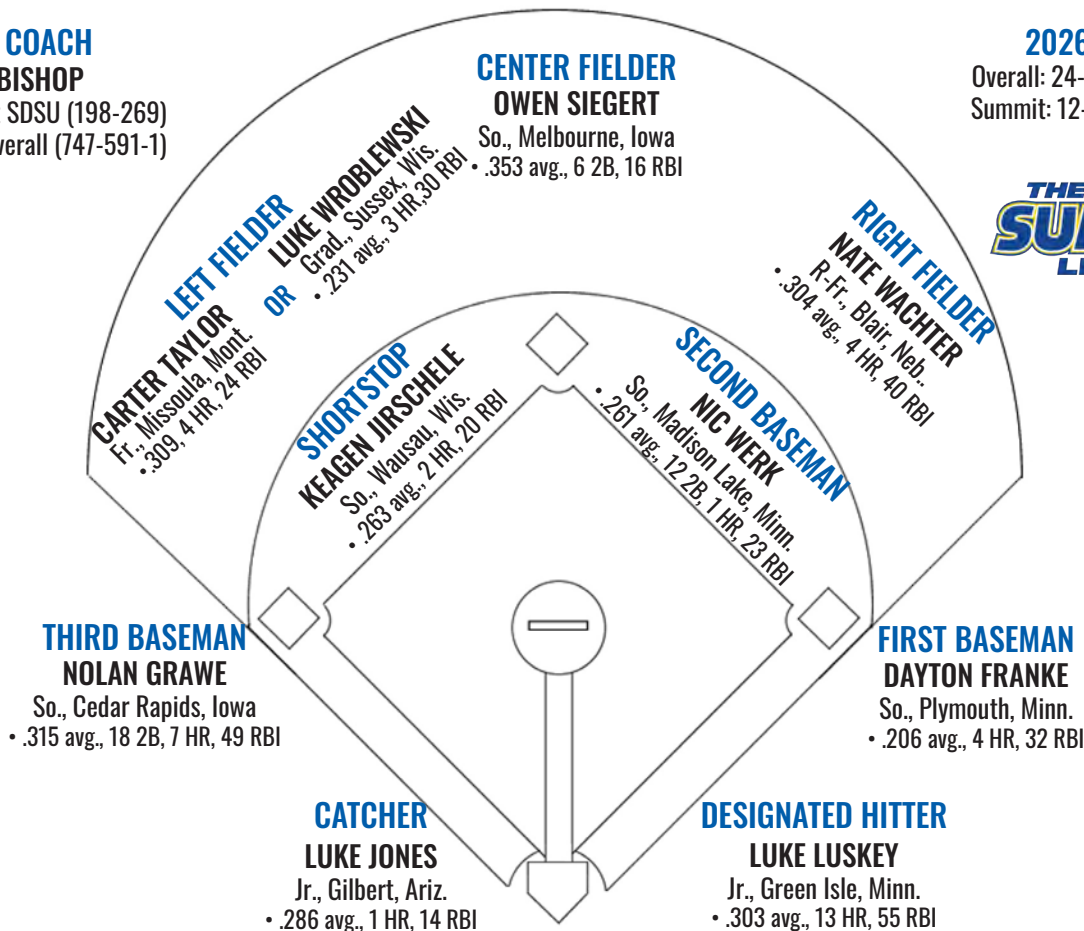 COACH
BISHOP
SDSU (198-269)
verall (747-591-1)
CENTER FIELDER
OWEN SIEGERT
So., Melbourne, Iowa
• .353 avg., 6 2B, 16 RBI
2026
Overall: 24-
Summit: 12-
THE
SU
LE
LEFT FIELDER
CARTER TAYLOR
Fr., Missoula, Mont.
• .309, 4 HR, 24 RBI
OR
LUKE WROBLEWSKI
Grad., Sussex, Wis.
• .231 avg., 3 HR,30 RBI
RIGHT FIELDER
NATE WACHTER
R-Fr., Blair, Neb..
• .304 avg., 4 HR, 40 RBI
SHORTSTOP
KEAGEN JIRSCHELE
So., Wausau, Wis.
• .263 avg., 2 HR, 20 RBI
SECOND BASEMAN
NIC WERK
So., Madison Lake, Minn.
• .261 avg., 12 2B, 1 HR, 23 RBI
THIRD BASEMAN
NOLAN GRAWE
So., Cedar Rapids, Iowa
• .315 avg., 18 2B, 7 HR, 49 RBI
FIRST BASEMAN
DAYTON FRANKE
So., Plymouth, Minn.
• .206 avg., 4 HR, 32 RBI
CATCHER
LUKE JONES
Jr., Gilbert, Ariz.
• .286 avg., 1 HR, 14 RBI
DESIGNATED HITTER
LUKE LUSKEY
Jr., Green Isle, Minn.
• .303 avg., 13 HR, 55 RBI